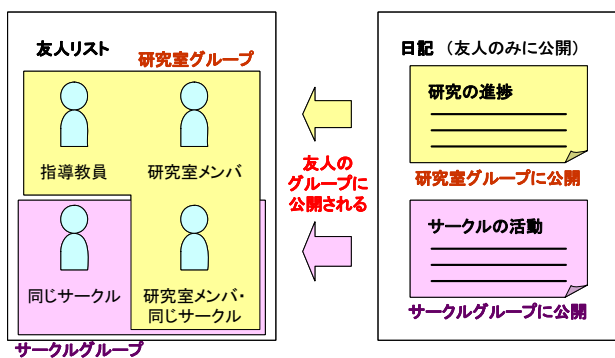 友人リスト
研究室グループ
指導教員
研究室メンバ
同じサークル
研究室メンバ・
同じサークル
サークルグループ
友人の
グループに
公開される
日記 (友人のみに公開)
研究の進捗
研究室グループに公開
サークルの活動
サークルグループに公開